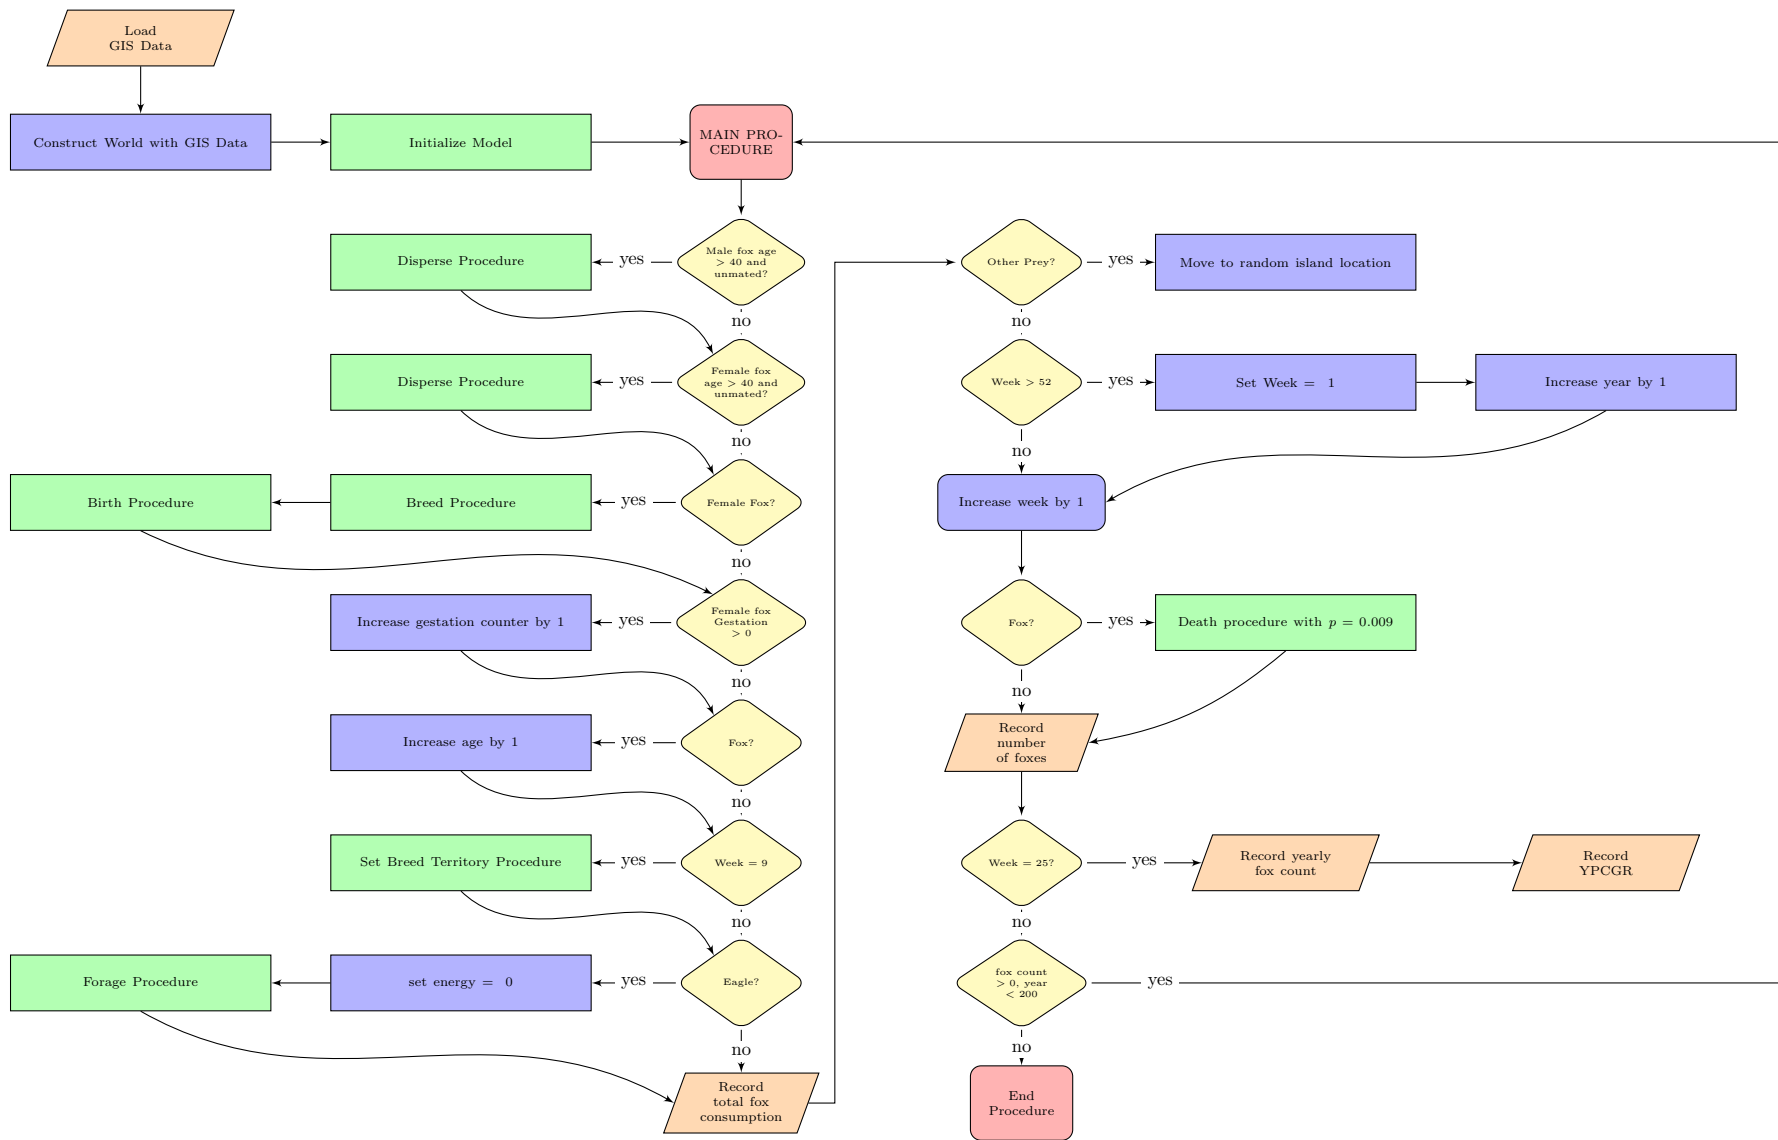 Load
GIS Data
Construct World with GIS Data
Initialize Model
MAIN PRO-
CEDURE
Disperse Procedure
yes
Male fox age
> 40 and
unmated?
no
Disperse Procedure
yes
Female fox
age > 40 and
unmated?
no
Birth Procedure
Breed Procedure
yes
Female Fox?
no
Increase gestation counter by 1
yes
Female fox
Gestation
> 0
no
Increase age by 1
yes
Fox?
no
Set Breed Territory Procedure
yes
Week = 9
no
Forage Procedure
set energy = 0
yes
Eagle?
no
Record
total fox
consumption
Other Prey?
yes
Move to random island location
no
Week > 52
yes
Set Week = 1
Increase year by 1
no
Increase week by 1
Fox?
yes
Death procedure with p = 0.009
no
Record
number
of foxes
Week = 25?
yes
Record yearly
fox count
Record
YPCGR
no
fox count
> 0, year
< 200
yes
no
End
Procedure